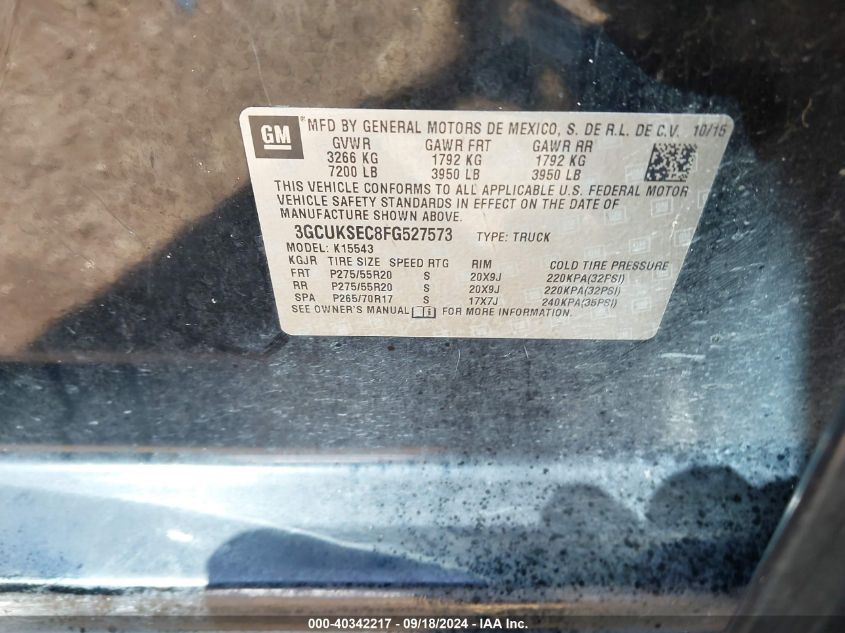 GM ® MFD BY GENERAL MOTORS DE MEXICO, S. DE R.L. DE C.V. 10/15
GVWR GAWR FRT GAWR RR
3266 KG 1792 KG 1792 KG
7200 LB 3950 LB 3950 LB
THIS VEHICLE CONFORMS TO ALL APPLICABLE U.S. FEDERAL MOTOR
VEHICLE SAFETY STANDARDS IN EFFECT ON THE DATE OF
MANUFACTURE SHOWN ABOVE.
3GCUKSEC8FG527573 TYPE: TRUCK
MODEL: K15543
KGJR TIRE SIZE SPEED RTG RIM COLD TIRE PRESSURE
FRT P275/55R20 S 20X9J 220KPA(32PSI)
RR P275/55R20 S 20X9J 220KPA(32PSI)
SPA P265/70R17 S 17X7J 240KPA(35PSI)
SEE OWNER'S MANUAL i FOR MORE INFORMATION.
000-40342217 - 09/18/2024 - IAA Inc.